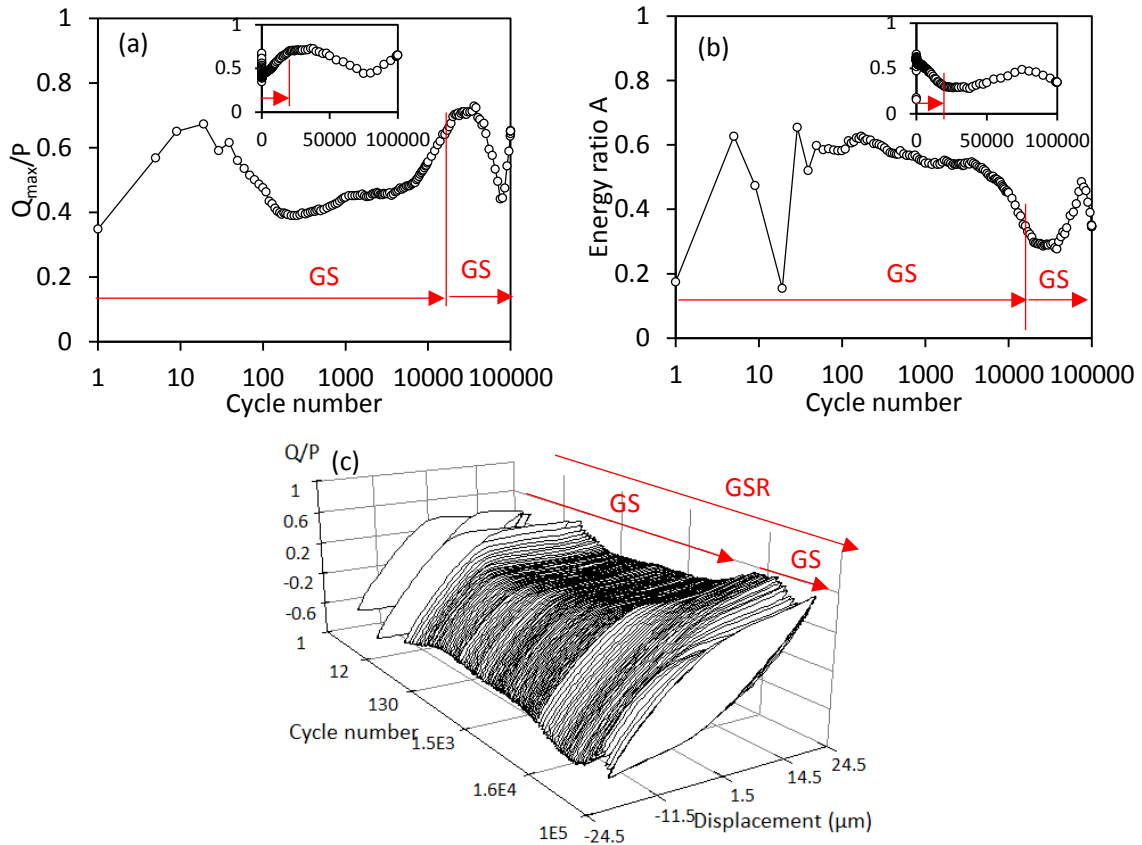 (a)
Q_max/P
1
0.8
0.6
0.4
0.2
0
1
0.5
0
0 50000 100000
GS GS
1 10 100 1000 10000 100000
Cycle number
(b)
Energy ratio A
1
0.8
0.6
0.4
0.2
0
1
0.5
0
0 50000 100000
GS GS
1 10 100 1000 10000 100000
Cycle number
(c)
Q/P
1
0.6
0.2
-0.2
-0.6
GS
GSR
GS
1
12
130
1.5E3
1.6E4
1E5
Cycle number
-24.5
-11.5
1.5
14.5
24.5
Displacement (µm)